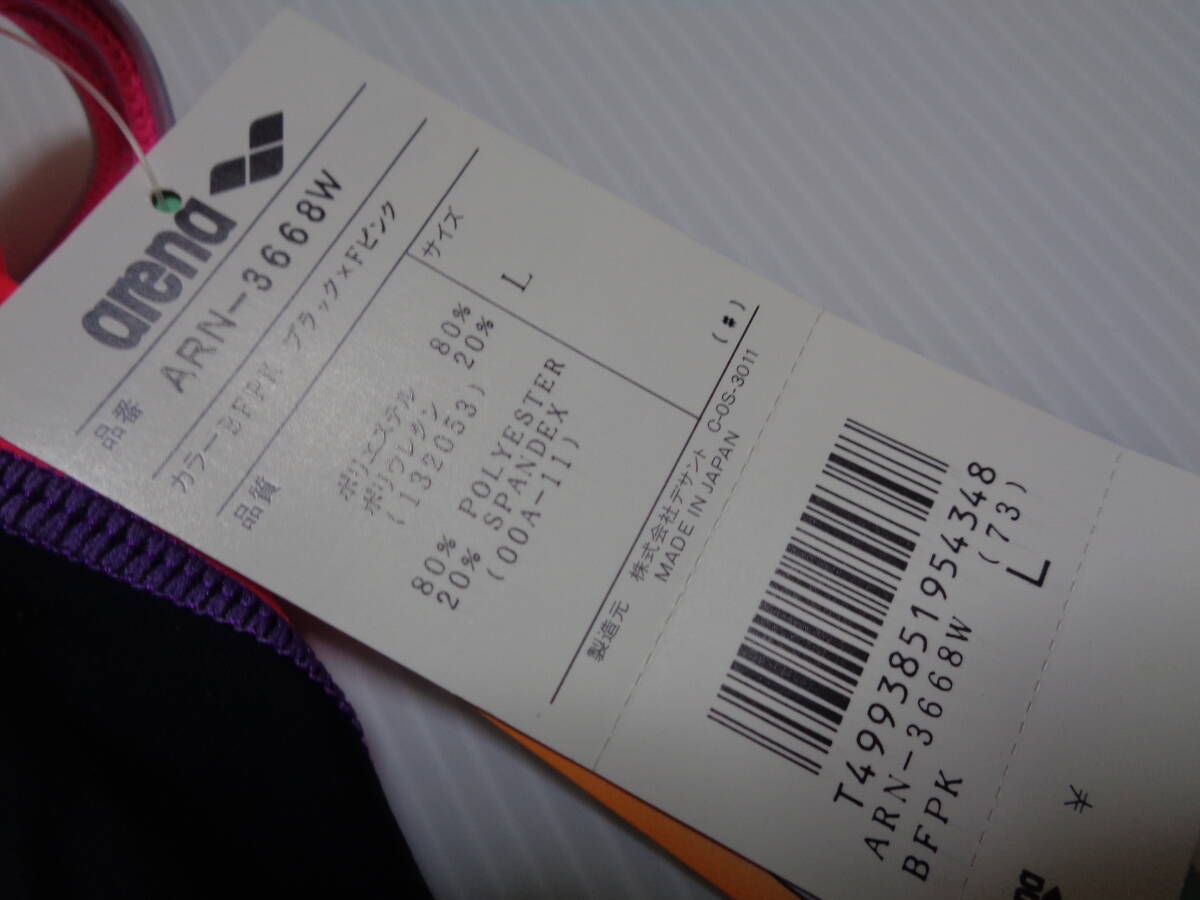 arena
品番 ARN-3668W
カラー BFPK ブラック×Fピンク
品質
サイズ
L
ポリエステル 80%
ポリウレタン 20%
(132053)
80% POLYESTER
20% SPANDEX
(00A-11)
(#)
製造元 株式会社デサント C-OS-3011
MADE IN JAPAN
T4993851954348
(73)
ARN-3668W
BFPK L
¥